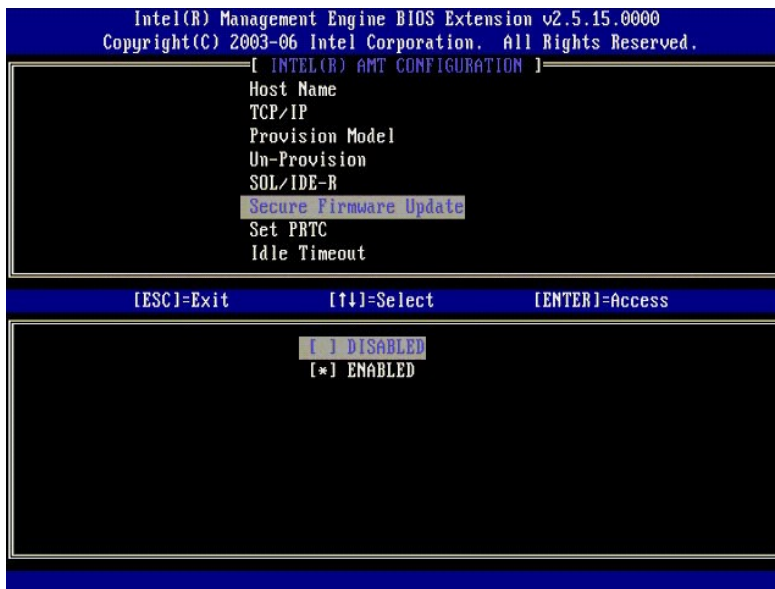 Intel(R) Management Engine BIOS Extension v2.5.15.0000
Copyright(C) 2003-06 Intel Corporation. All Rights Reserved.
[ INTEL(R) AMT CONFIGURATION ]
Host Name
TCP/IP
Provision Model
Un-Provision
SOL/IDE-R
Secure Firmware Update
Set PRTC
Idle Timeout
[ESC]=Exit [↑↓]=Select [ENTER]=Access
[ ] DISABLED
[*] ENABLED